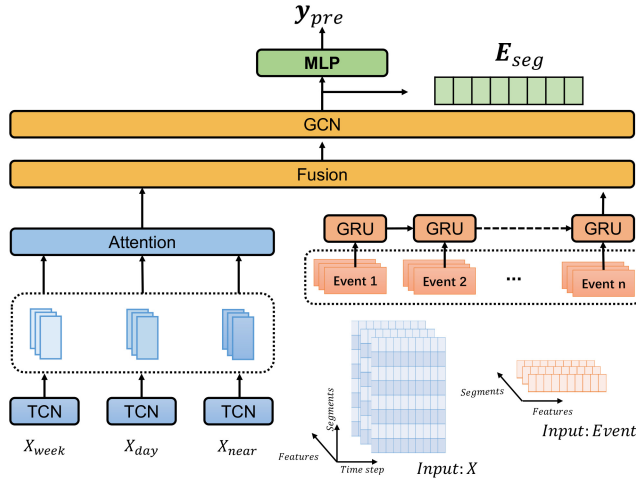 y_pre
MLP
E_seg
GCN
Fusion
GRU GRU GRU
Attention
Event 1 Event 2 ... Event n
TCN TCN TCN
X_week X_day X_near
Segments
Features
Time step
Input: X
Segments
Features
Input: Event